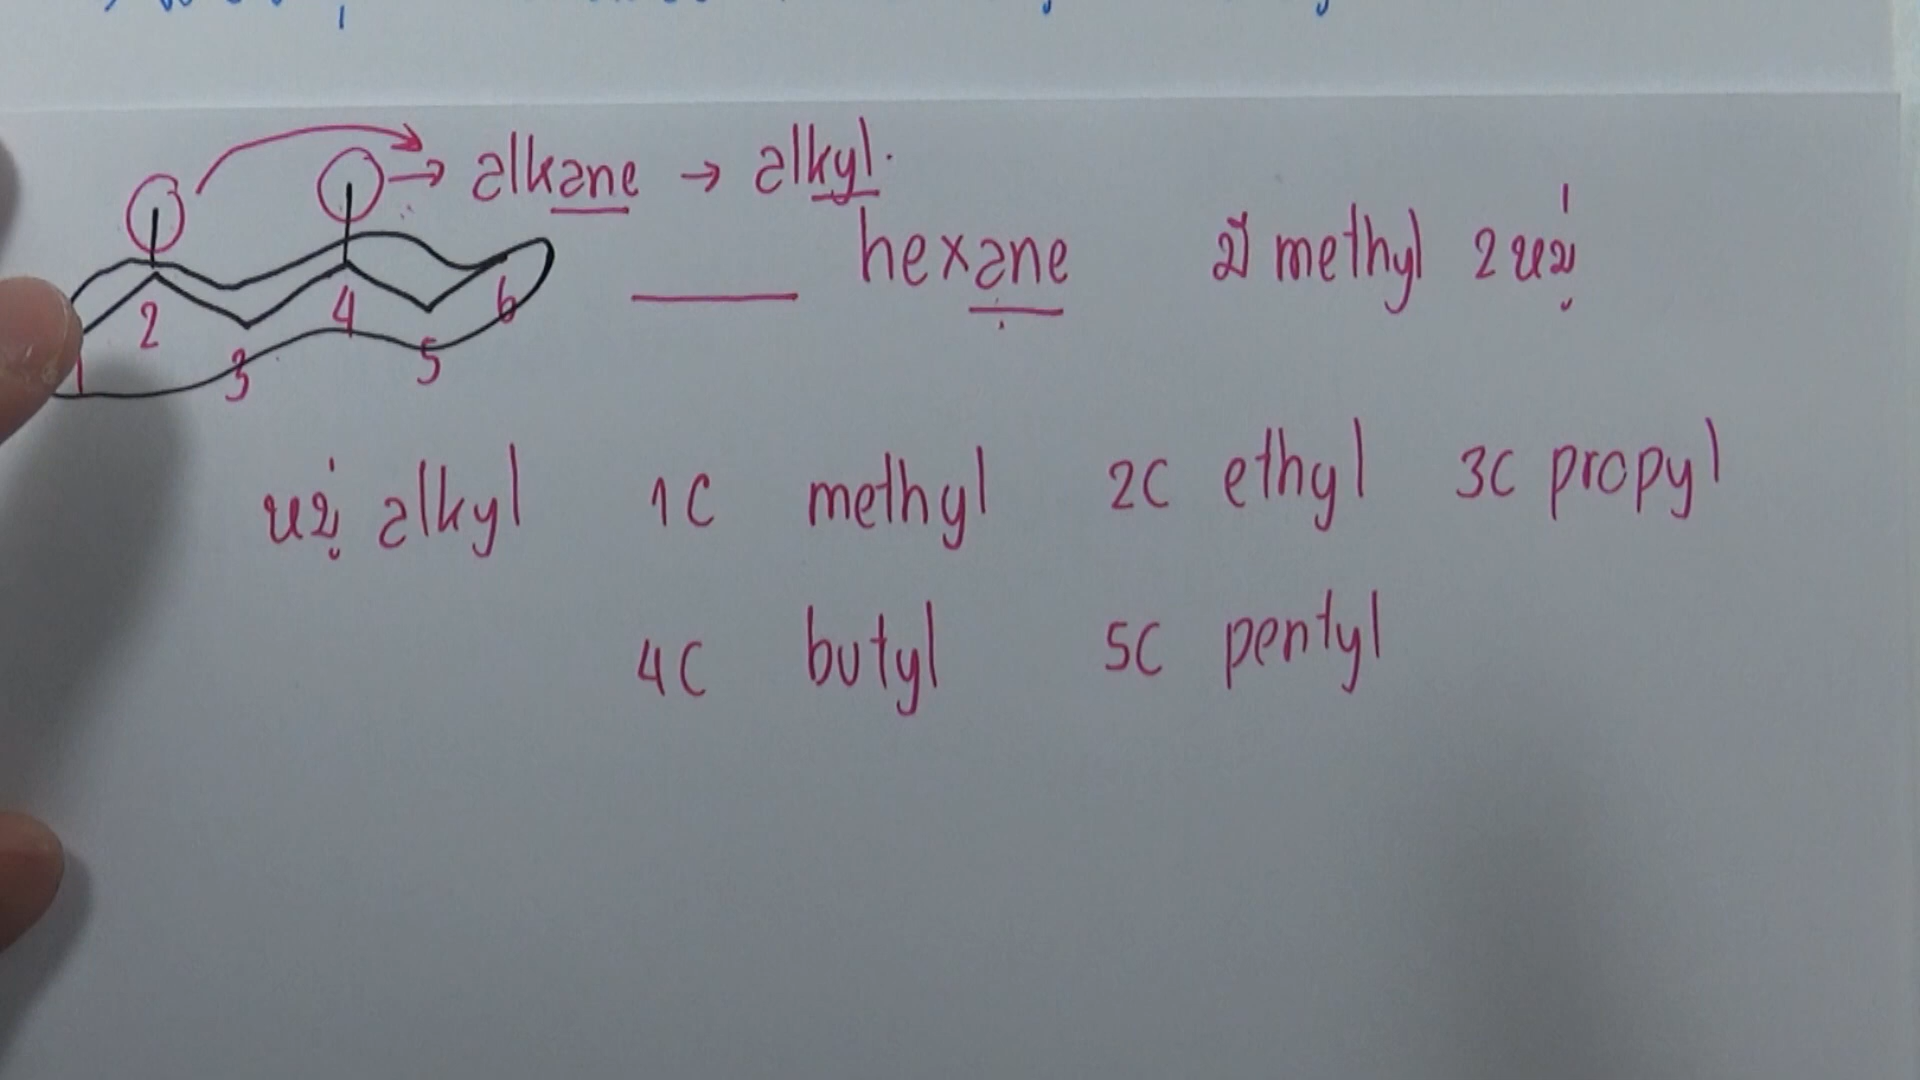 alkane → alkyl.
hexane มี methyl 2 หมู่
1 2 3 4 5 6
หมู่ alkyl 1C methyl 2C ethyl 3C propyl
4C butyl 5C pentyl